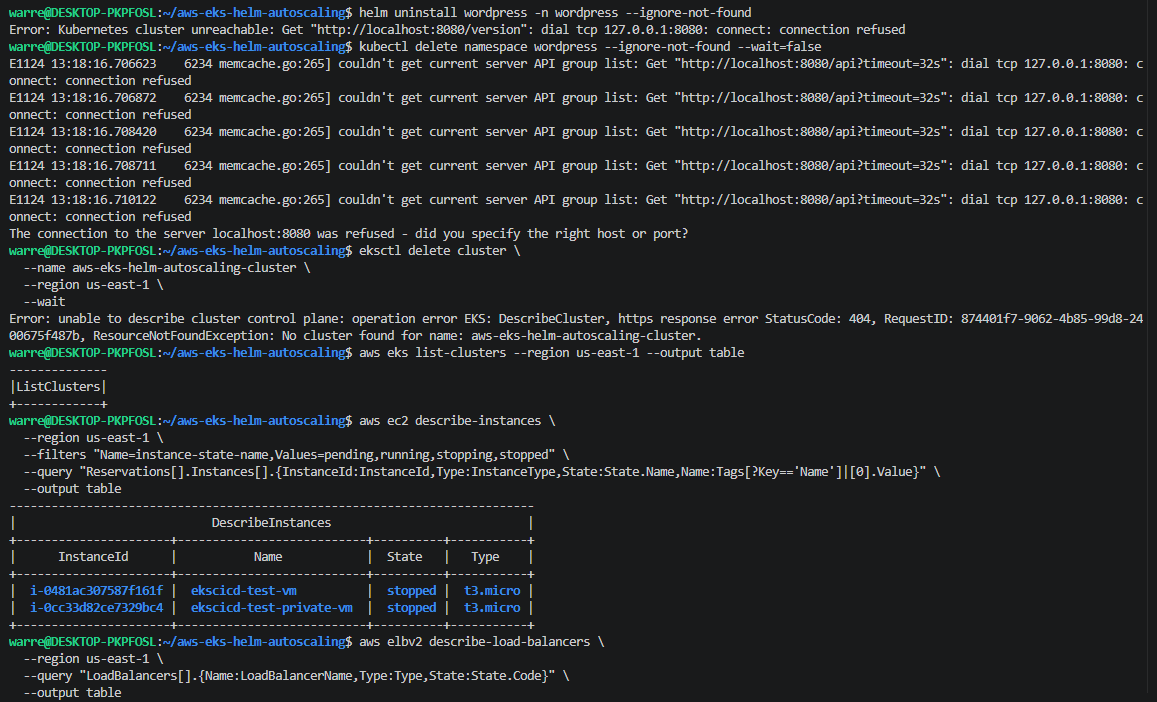 warre@DESKTOP-PKPFOSL:~/aws-eks-helm-autoscaling$ helm uninstall wordpress -n wordpress --ignore-not-found
Error: Kubernetes cluster unreachable: Get "http://localhost:8080/version": dial tcp 127.0.0.1:8080: connect: connection refused
warre@DESKTOP-PKPFOSL:~/aws-eks-helm-autoscaling$ kubectl delete namespace wordpress --ignore-not-found --wait=false
E1124 13:18:16.706623    6234 memcache.go:265] couldn't get current server API group list: Get "http://localhost:8080/api?timeout=32s": dial tcp 127.0.0.1:8080: c
onnect: connection refused
E1124 13:18:16.706872    6234 memcache.go:265] couldn't get current server API group list: Get "http://localhost:8080/api?timeout=32s": dial tcp 127.0.0.1:8080: c
onnect: connection refused
E1124 13:18:16.708420    6234 memcache.go:265] couldn't get current server API group list: Get "http://localhost:8080/api?timeout=32s": dial tcp 127.0.0.1:8080: c
onnect: connection refused
E1124 13:18:16.708711    6234 memcache.go:265] couldn't get current server API group list: Get "http://localhost:8080/api?timeout=32s": dial tcp 127.0.0.1:8080: c
onnect: connection refused
E1124 13:18:16.710122    6234 memcache.go:265] couldn't get current server API group list: Get "http://localhost:8080/api?timeout=32s": dial tcp 127.0.0.1:8080: c
onnect: connection refused
The connection to the server localhost:8080 was refused - did you specify the right host or port?
warre@DESKTOP-PKPFOSL:~/aws-eks-helm-autoscaling$ eksctl delete cluster \
  --name aws-eks-helm-autoscaling-cluster \
  --region us-east-1 \
  --wait
Error: unable to describe cluster control plane: operation error EKS: DescribeCluster, https response error StatusCode: 404, RequestID: 874401f7-9062-4b85-99d8-24
00675f487b, ResourceNotFoundException: No cluster found for name: aws-eks-helm-autoscaling-cluster.
warre@DESKTOP-PKPFOSL:~/aws-eks-helm-autoscaling$ aws eks list-clusters --region us-east-1 --output table
--------------
|ListClusters|
+------------+
warre@DESKTOP-PKPFOSL:~/aws-eks-helm-autoscaling$ aws ec2 describe-instances \
  --region us-east-1 \
  --filters "Name=instance-state-name,Values=pending,running,stopping,stopped" \
  --query "Reservations[].Instances[].{InstanceId:InstanceId,Type:InstanceType,State:State.Name,Name:Tags[?Key=='Name']|[0].Value}" \
  --output table
---------------------------------------------------------------------------
|                            DescribeInstances                            |
+----------------------+---------------------------+----------+-----------+
|      InstanceId      |           Name            |  State   |   Type    |
+----------------------+---------------------------+----------+-----------+
|  i-0481ac307587f161f |  ekscicd-test-vm          |  stopped |  t3.micro |
|  i-0cc33d82ce7329bc4 |  ekscicd-test-private-vm  |  stopped |  t3.micro |
+----------------------+---------------------------+----------+-----------+
warre@DESKTOP-PKPFOSL:~/aws-eks-helm-autoscaling$ aws elbv2 describe-load-balancers \
  --region us-east-1 \
  --query "LoadBalancers[].{Name:LoadBalancerName,Type:Type,State:State.Code}" \
  --output table